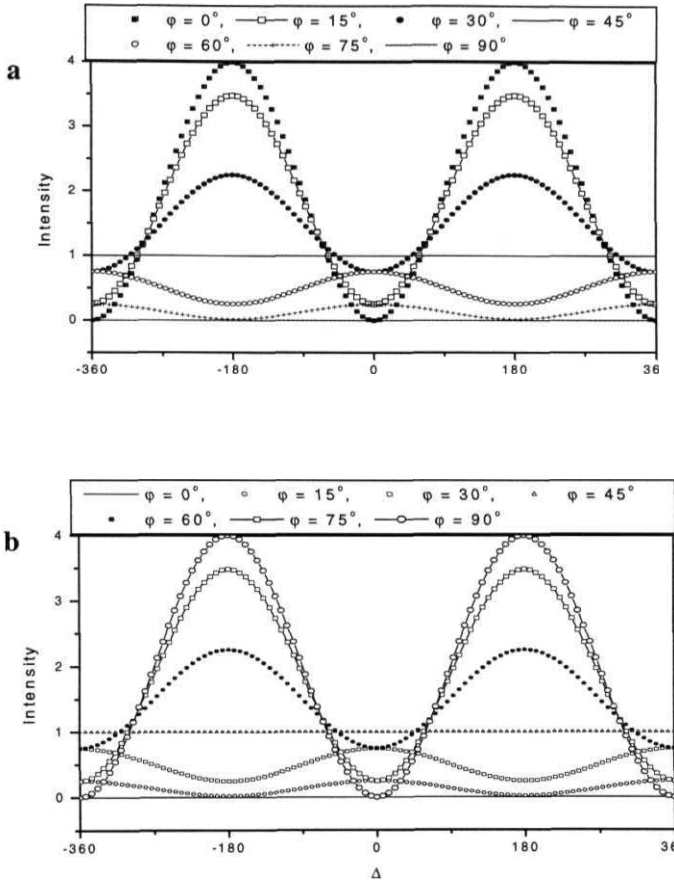 φ = 0°, φ = 15°, φ = 30°, φ = 45°
φ = 60°, φ = 75°, φ = 90°
a
4
3
2
1
0
Intensity
-360 -180 0 180 36
φ = 0°, φ = 15°, φ = 30°, φ = 45°
φ = 60°, φ = 75°, φ = 90°
b
4
3
2
1
0
Intensity
-360 -180 0 180 36
Δ